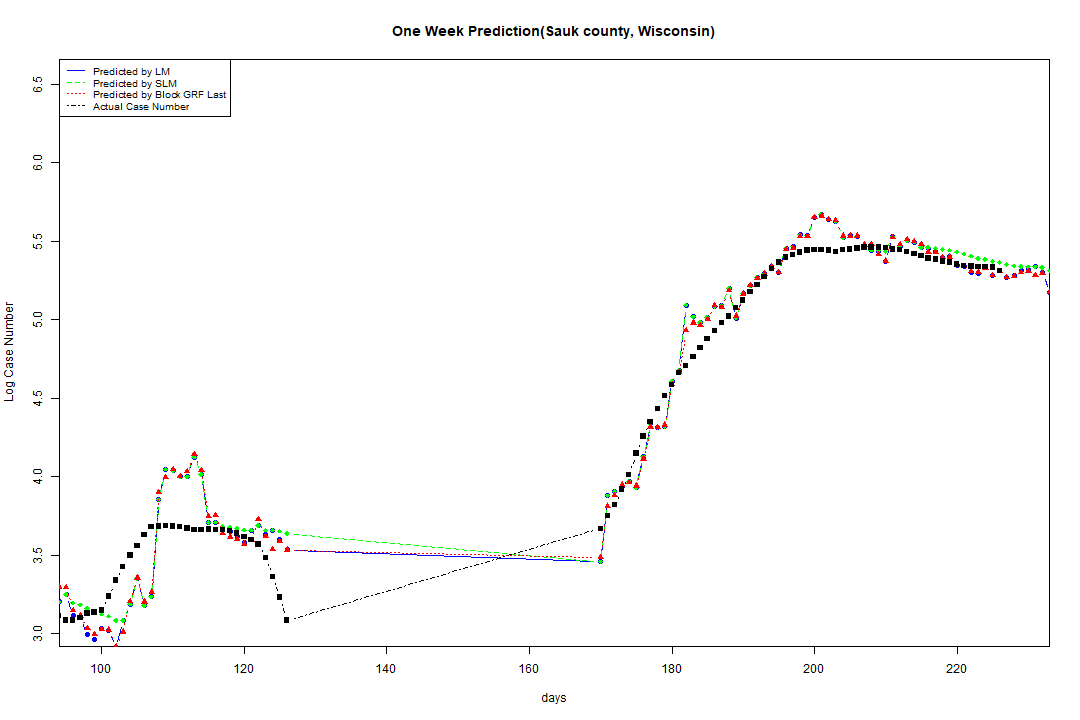 One Week Prediction(Sauk county, Wisconsin)
Predicted by LM
Predicted by SLM
Predicted by Block GRF Last
Actual Case Number
6.5
6.0
5.5
5.0
4.5
4.0
3.5
3.0
Log Case Number
100 120 140 160 180 200 220
days